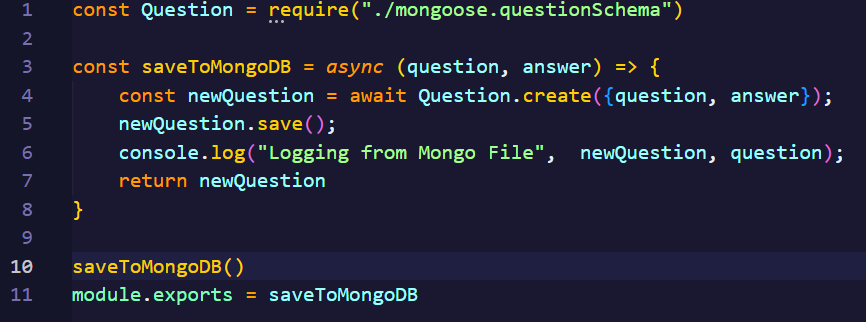 1 const Question = require("./mongoose.questionSchema")
2
3 const saveToMongoDB = async (question, answer) => {
4     const newQuestion = await Question.create({question, answer});
5     newQuestion.save();
6     console.log("Logging from Mongo File",  newQuestion, question);
7     return newQuestion
8 }
9
10 saveToMongoDB()
11 module.exports = saveToMongoDB